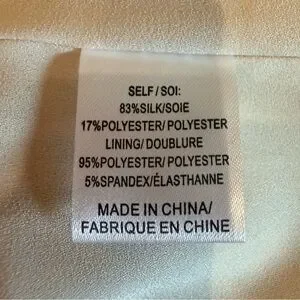 SELF/SOI:
83%SILK/SOIE
17%POLYESTER/ POLYESTER
LINING/ DOUBLURE
95%POLYESTER/ POLYESTER
5%SPANDEX/ÉLASTHANNE
MADE IN CHINA/
FABRIQUE EN CHINE